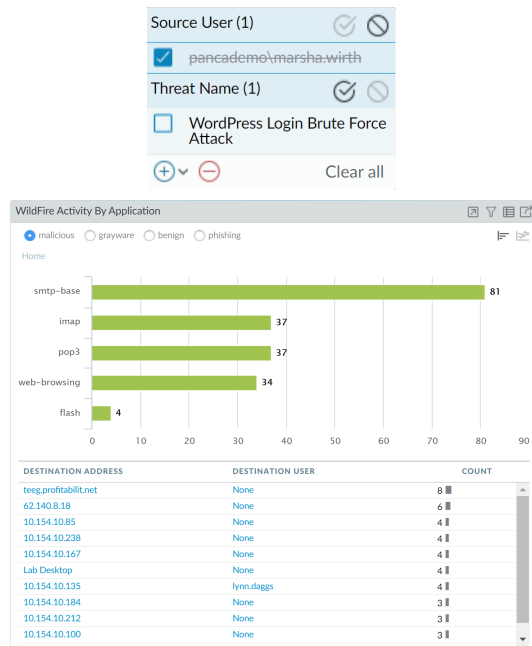 Source User (1)
pancademo\marsha.wirth
Threat Name (1)
WordPress Login Brute Force
Attack
Clear all
WildFire Activity By Application
malicious grayware benign phishing
Home
smtp-base 81
imap 37
pop3 37
web-browsing 34
flash 4
0 10 20 30 40 50 60 70 80 90
DESTINATION ADDRESS DESTINATION USER COUNT
teeg.profitabilit.net None 8
62.140.8.18 None 6
10.154.10.85 None 4
10.154.10.238 None 4
10.154.10.167 None 4
Lab Desktop None 4
10.154.10.135 lynn.daggs 4
10.154.10.184 None 3
10.154.10.212 None 3
10.154.10.100 None 3